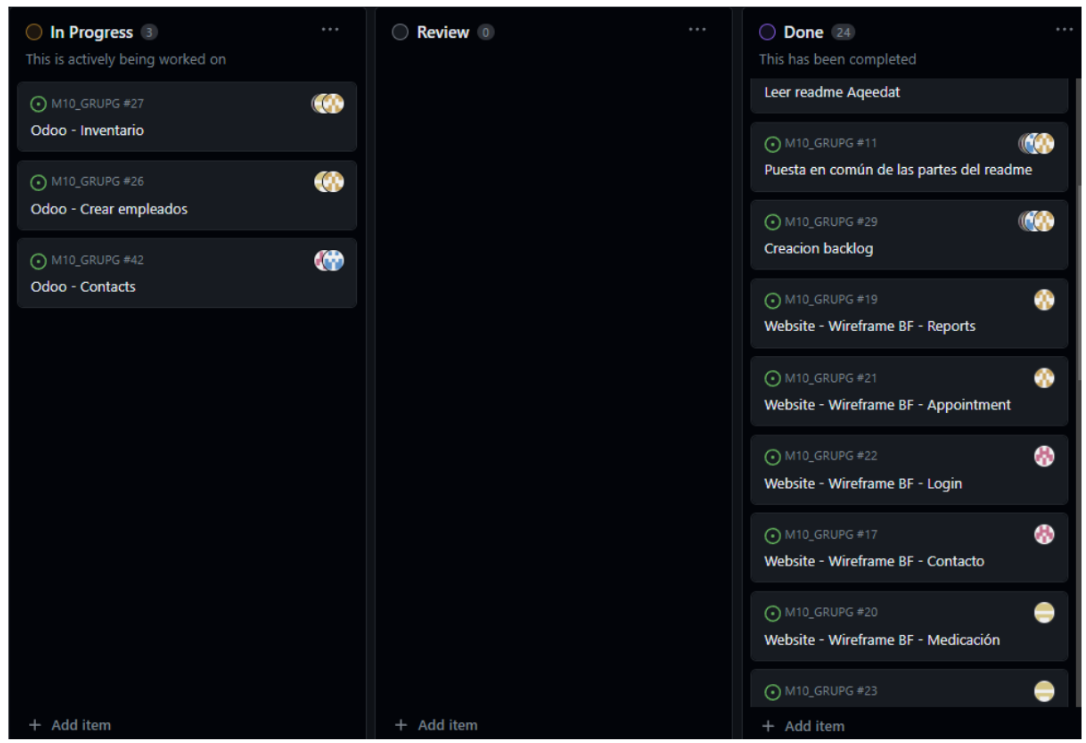 In Progress 3 ...
This is actively being worked on
M10_GRUPG #27
Odoo - Inventario
M10_GRUPG #26
Odoo - Crear empleados
M10_GRUPG #42
Odoo - Contacts
+ Add item
Review 0 ...
+ Add item
Done 24 ...
This has been completed
Leer readme Aqeedat
M10_GRUPG #11
Puesta en común de las partes del readme
M10_GRUPG #29
Creacion backlog
M10_GRUPG #19
Website - Wireframe BF - Reports
M10_GRUPG #21
Website - Wireframe BF - Appointment
M10_GRUPG #22
Website - Wireframe BF - Login
M10_GRUPG #17
Website - Wireframe BF - Contacto
M10_GRUPG #20
Website - Wireframe BF - Medicación
M10_GRUPG #23
+ Add item